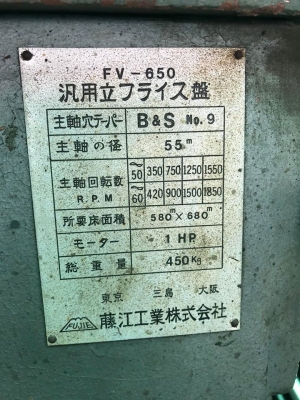 FV-650
汎用立フライス盤
主軸穴テーパー B&S No.9
主軸の径 55m
主軸回転数 R.P.M
~50 350 750 1250 1550
~60 420 900 1500 1850
所要床面積 580m×680m
モーター 1HP
総重量 450Kg
東京 三島 大阪
FUJIE 藤江工業株式会社